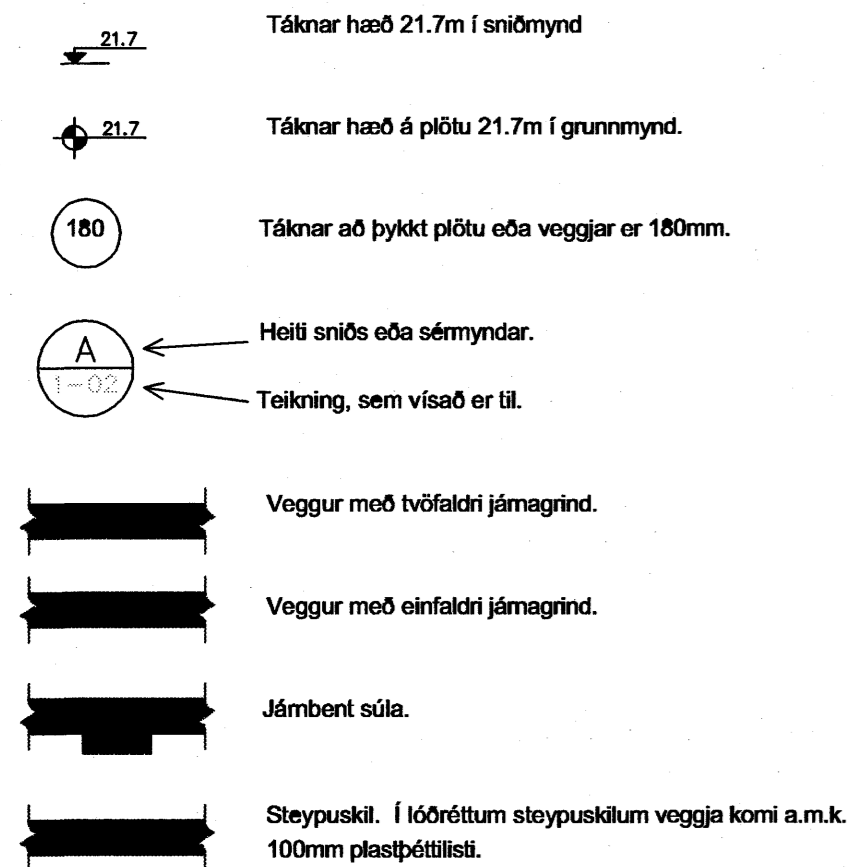 21.7
Táknar hæð 21.7m í sniðmynd
21.7
Táknar hæð á plötu 21.7m í grunnmynd.
180
Táknar að þykkt plötu eða veggjar er 180mm.
A
Heiti sniðs eða sérmyndar.
1-02
Teikning, sem vísað er til.
Veggur með tvöfaldri járnagrind.
Veggur með einfaldri járnagrind.
Járnbent súla.
Steypuskil. Í lóðréttum steypuskilum veggja komi a.m.k.
100mm plastþéttilisti.